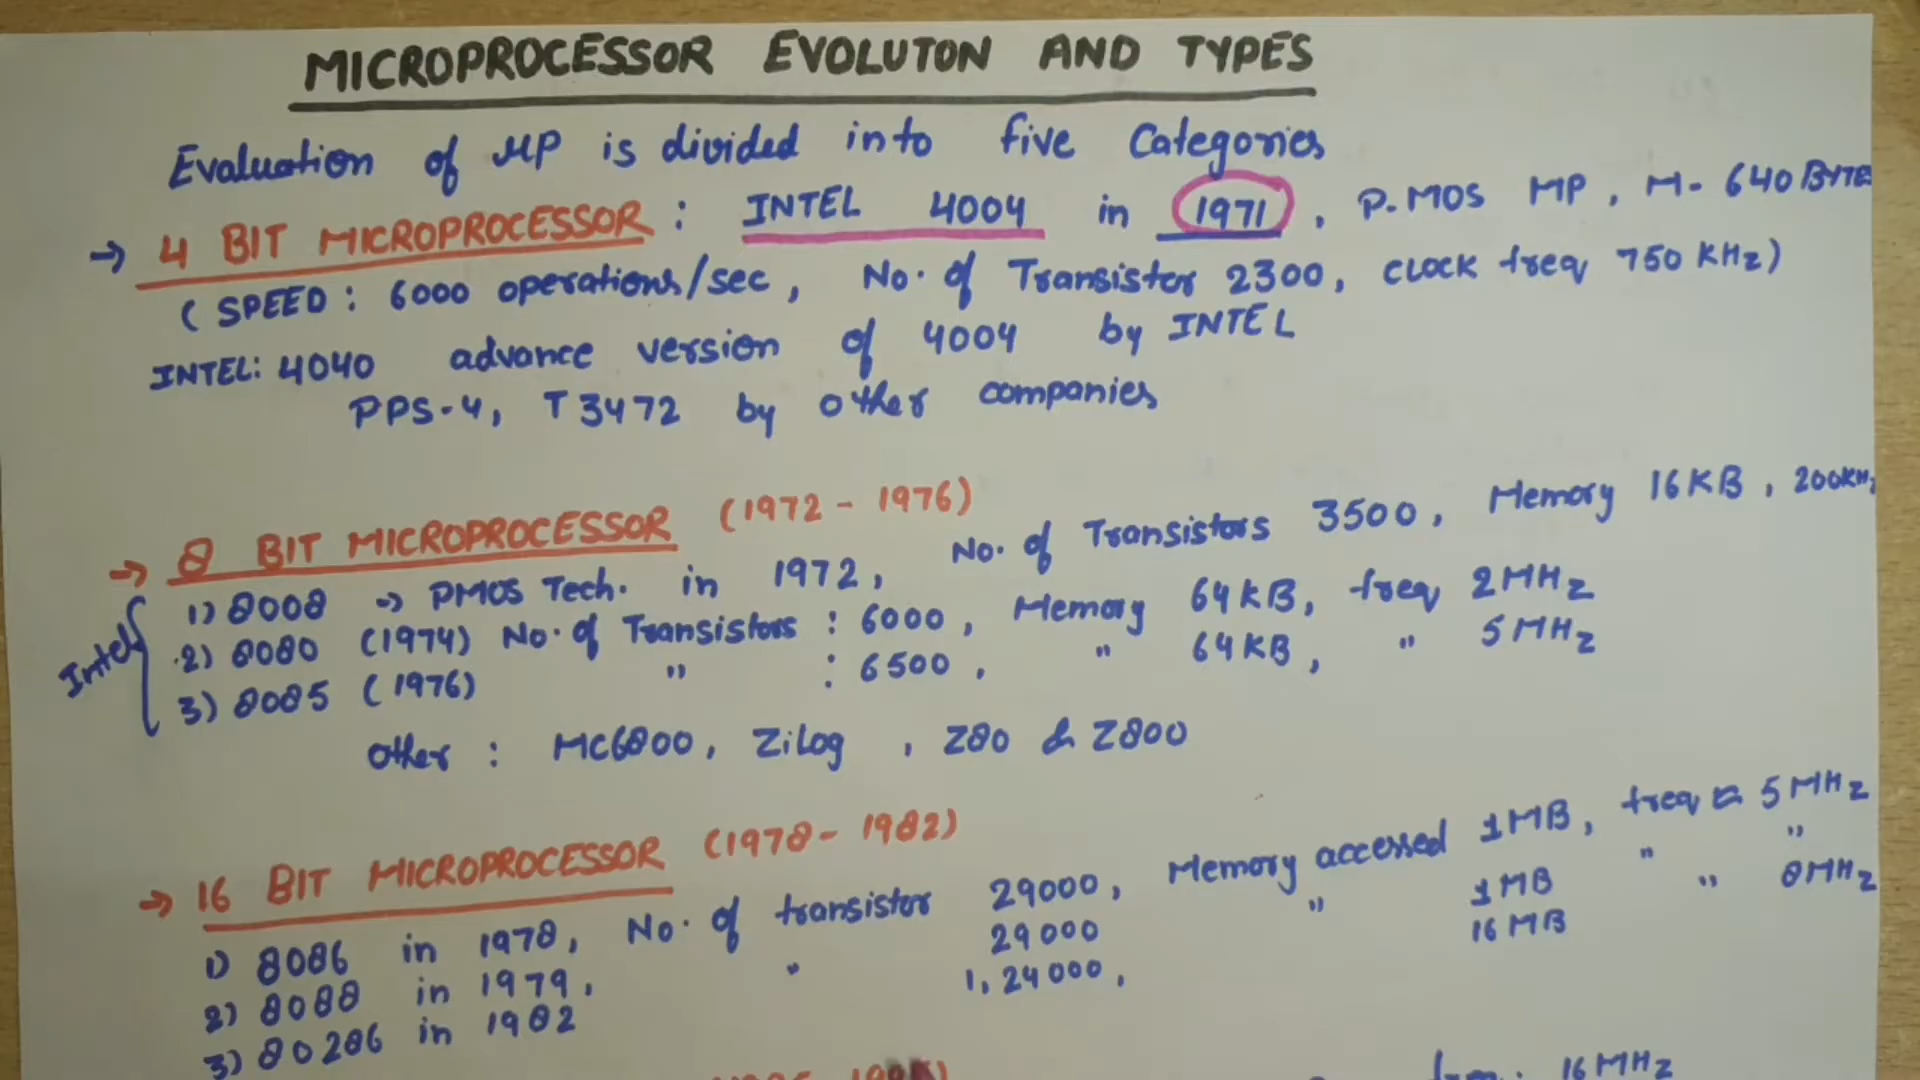 MICROPROCESSOR EVOLUTON AND TYPES
Evaluation of MP is divided into five Categories
→ 4 BIT MICROPROCESSOR : INTEL 4004 in 1971, P.MOS MP, M- 640 BYTES
( SPEED : 6000 operations/sec, No. of Transistor 2300, CLOCK freq 750 KHz)
INTEL: 4040 advance version of 4004 by INTEL
PPS-4, T3472 by other companies
→ 8 BIT MICROPROCESSOR (1972 - 1976)
Intel
1) 8008 → PMOS Tech. in 1972, No. of Transistors 3500, Memory 16KB, 200KHz
2) 8080 (1974) No. of Transistors : 6000, Memory 64KB, freq 2MHz
3) 8085 (1976) " : 6500, " 64KB, " 5MHz
Other : MC6800, Zilog, Z80 & Z800
→ 16 BIT MICROPROCESSOR (1978 - 1982)
1) 8086 in 1978, No. of transistor 29000, Memory accessed 1MB, freq 5MHz
2) 8088 in 1979, " 29000 " 1MB " "
3) 80286 in 1982 1,24000, 16MB " 8MHz
16MHz